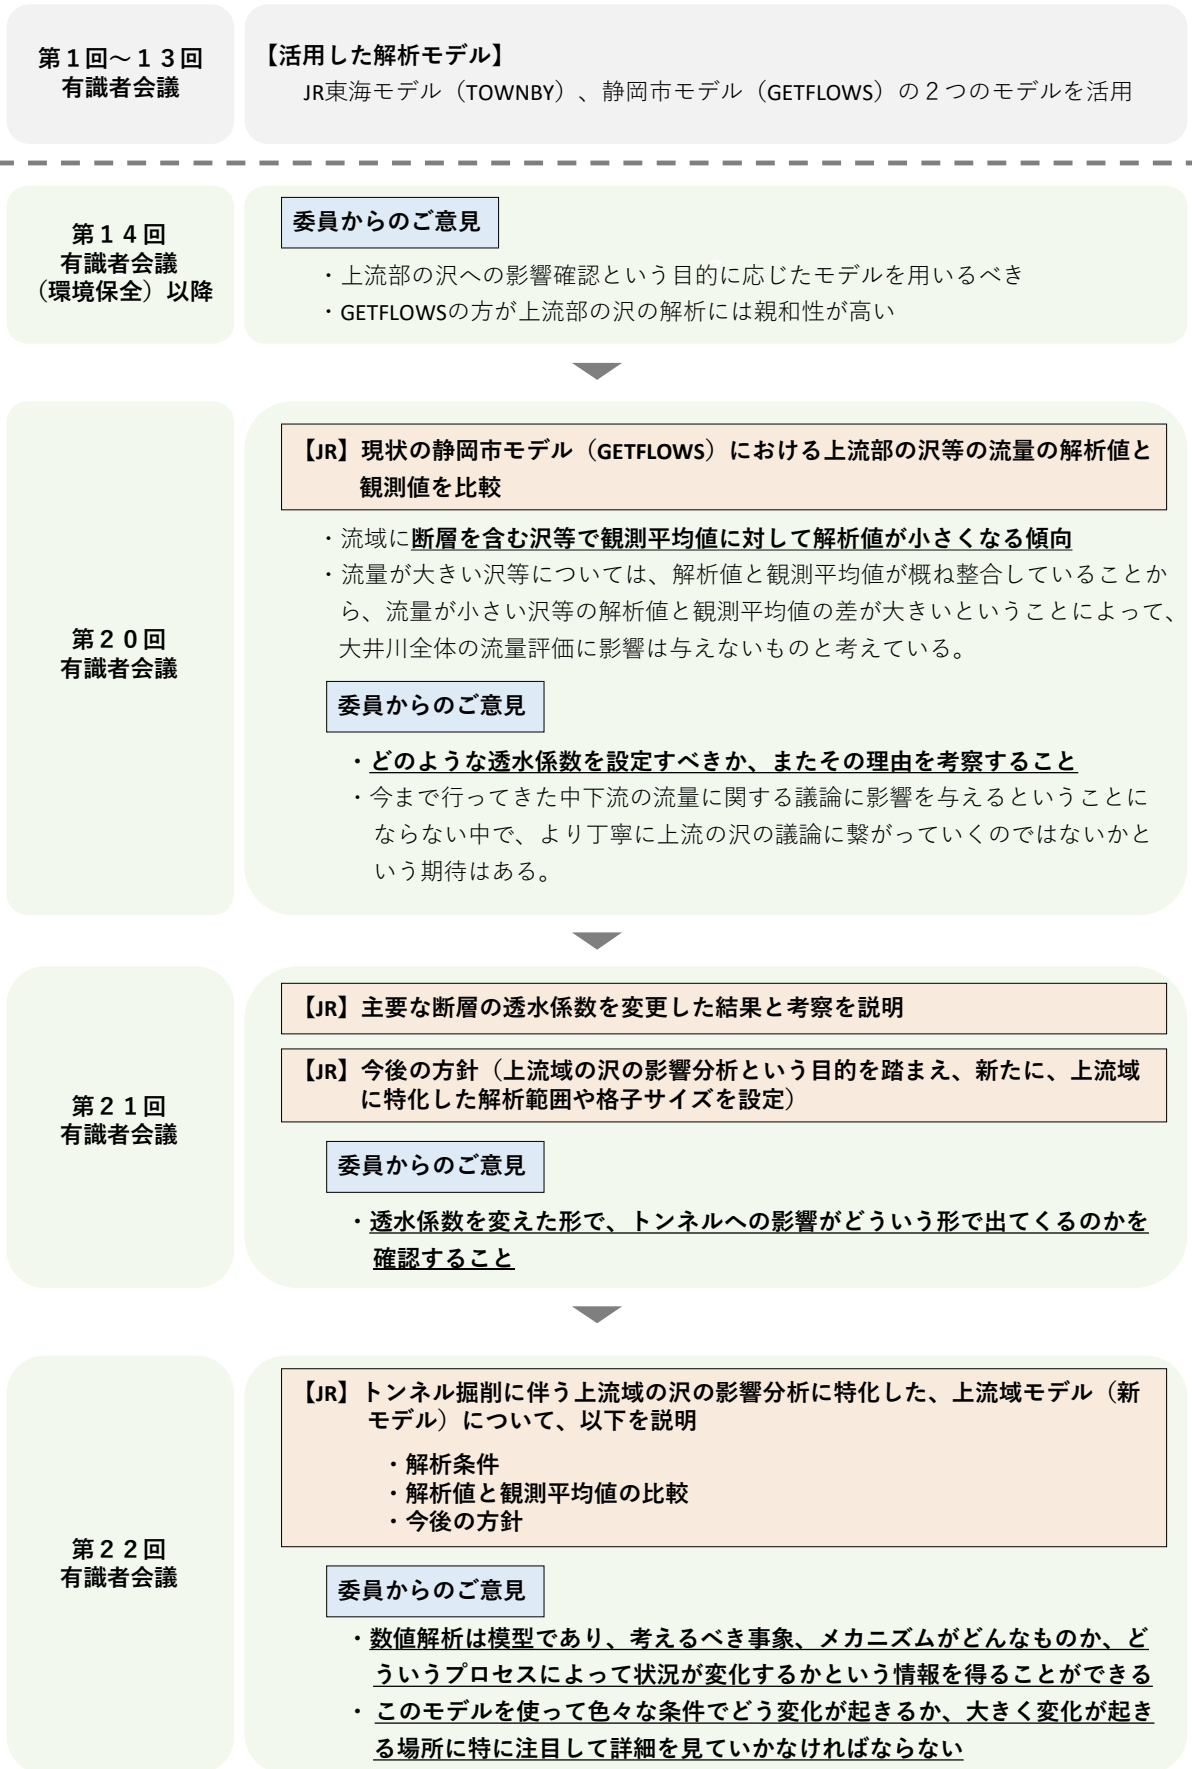 第１回～１３回
有識者会議
【活用した解析モデル】
JR東海モデル（TOWNBY）、静岡市モデル（GETFLOWS）の２つのモデルを活用
第１４回
有識者会議
（環境保全）以降
委員からのご意見
・上流部の沢への影響確認という目的に応じたモデルを用いるべき
・GETFLOWSの方が上流部の沢の解析には親和性が高い
第２０回
有識者会議
【JR】現状の静岡市モデル（GETFLOWS）における上流部の沢等の流量の解析値と
観測値を比較
・流域に断層を含む沢等で観測平均値に対して解析値が小さくなる傾向
・流量が大きい沢等については、解析値と観測平均値が概ね整合していることか
ら、流量が小さい沢等の解析値と観測平均値の差が大きいということによって、
大井川全体の流量評価に影響は与えないものと考えている。
委員からのご意見
・どのような透水係数を設定すべきか、またその理由を考察すること
・今まで行ってきた中下流の流量に関する議論に影響を与えるということに
ならない中で、より丁寧に上流の沢の議論に繋がっていくのではないかと
いう期待はある。
第２１回
有識者会議
【JR】主要な断層の透水係数を変更した結果と考察を説明
【JR】今後の方針（上流域の沢の影響分析という目的を踏まえ、新たに、上流域
に特化した解析範囲や格子サイズを設定）
委員からのご意見
・透水係数を変えた形で、トンネルへの影響がどういう形で出てくるのかを
確認すること
第２２回
有識者会議
【JR】トンネル掘削に伴う上流域の沢の影響分析に特化した、上流域モデル（新
モデル）について、以下を説明
・解析条件
・解析値と観測平均値の比較
・今後の方針
委員からのご意見
・数値解析は模型であり、考えるべき事象、メカニズムがどんなものか、ど
ういうプロセスによって状況が変化するかという情報を得ることができる
・このモデルを使って色々な条件でどう変化が起きるか、大きく変化が起き
る場所に特に注目して詳細を見ていかなければならない